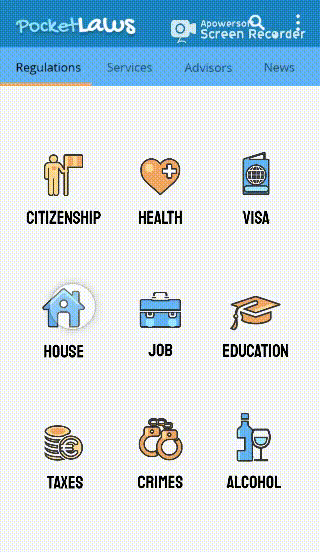 PocketLaws
Apowersoft
Screen Recorder
Regulations Services Advisors News
CITIZENSHIP HEALTH VISA
HOUSE JOB EDUCATION
TAXES CRIMES ALCOHOL